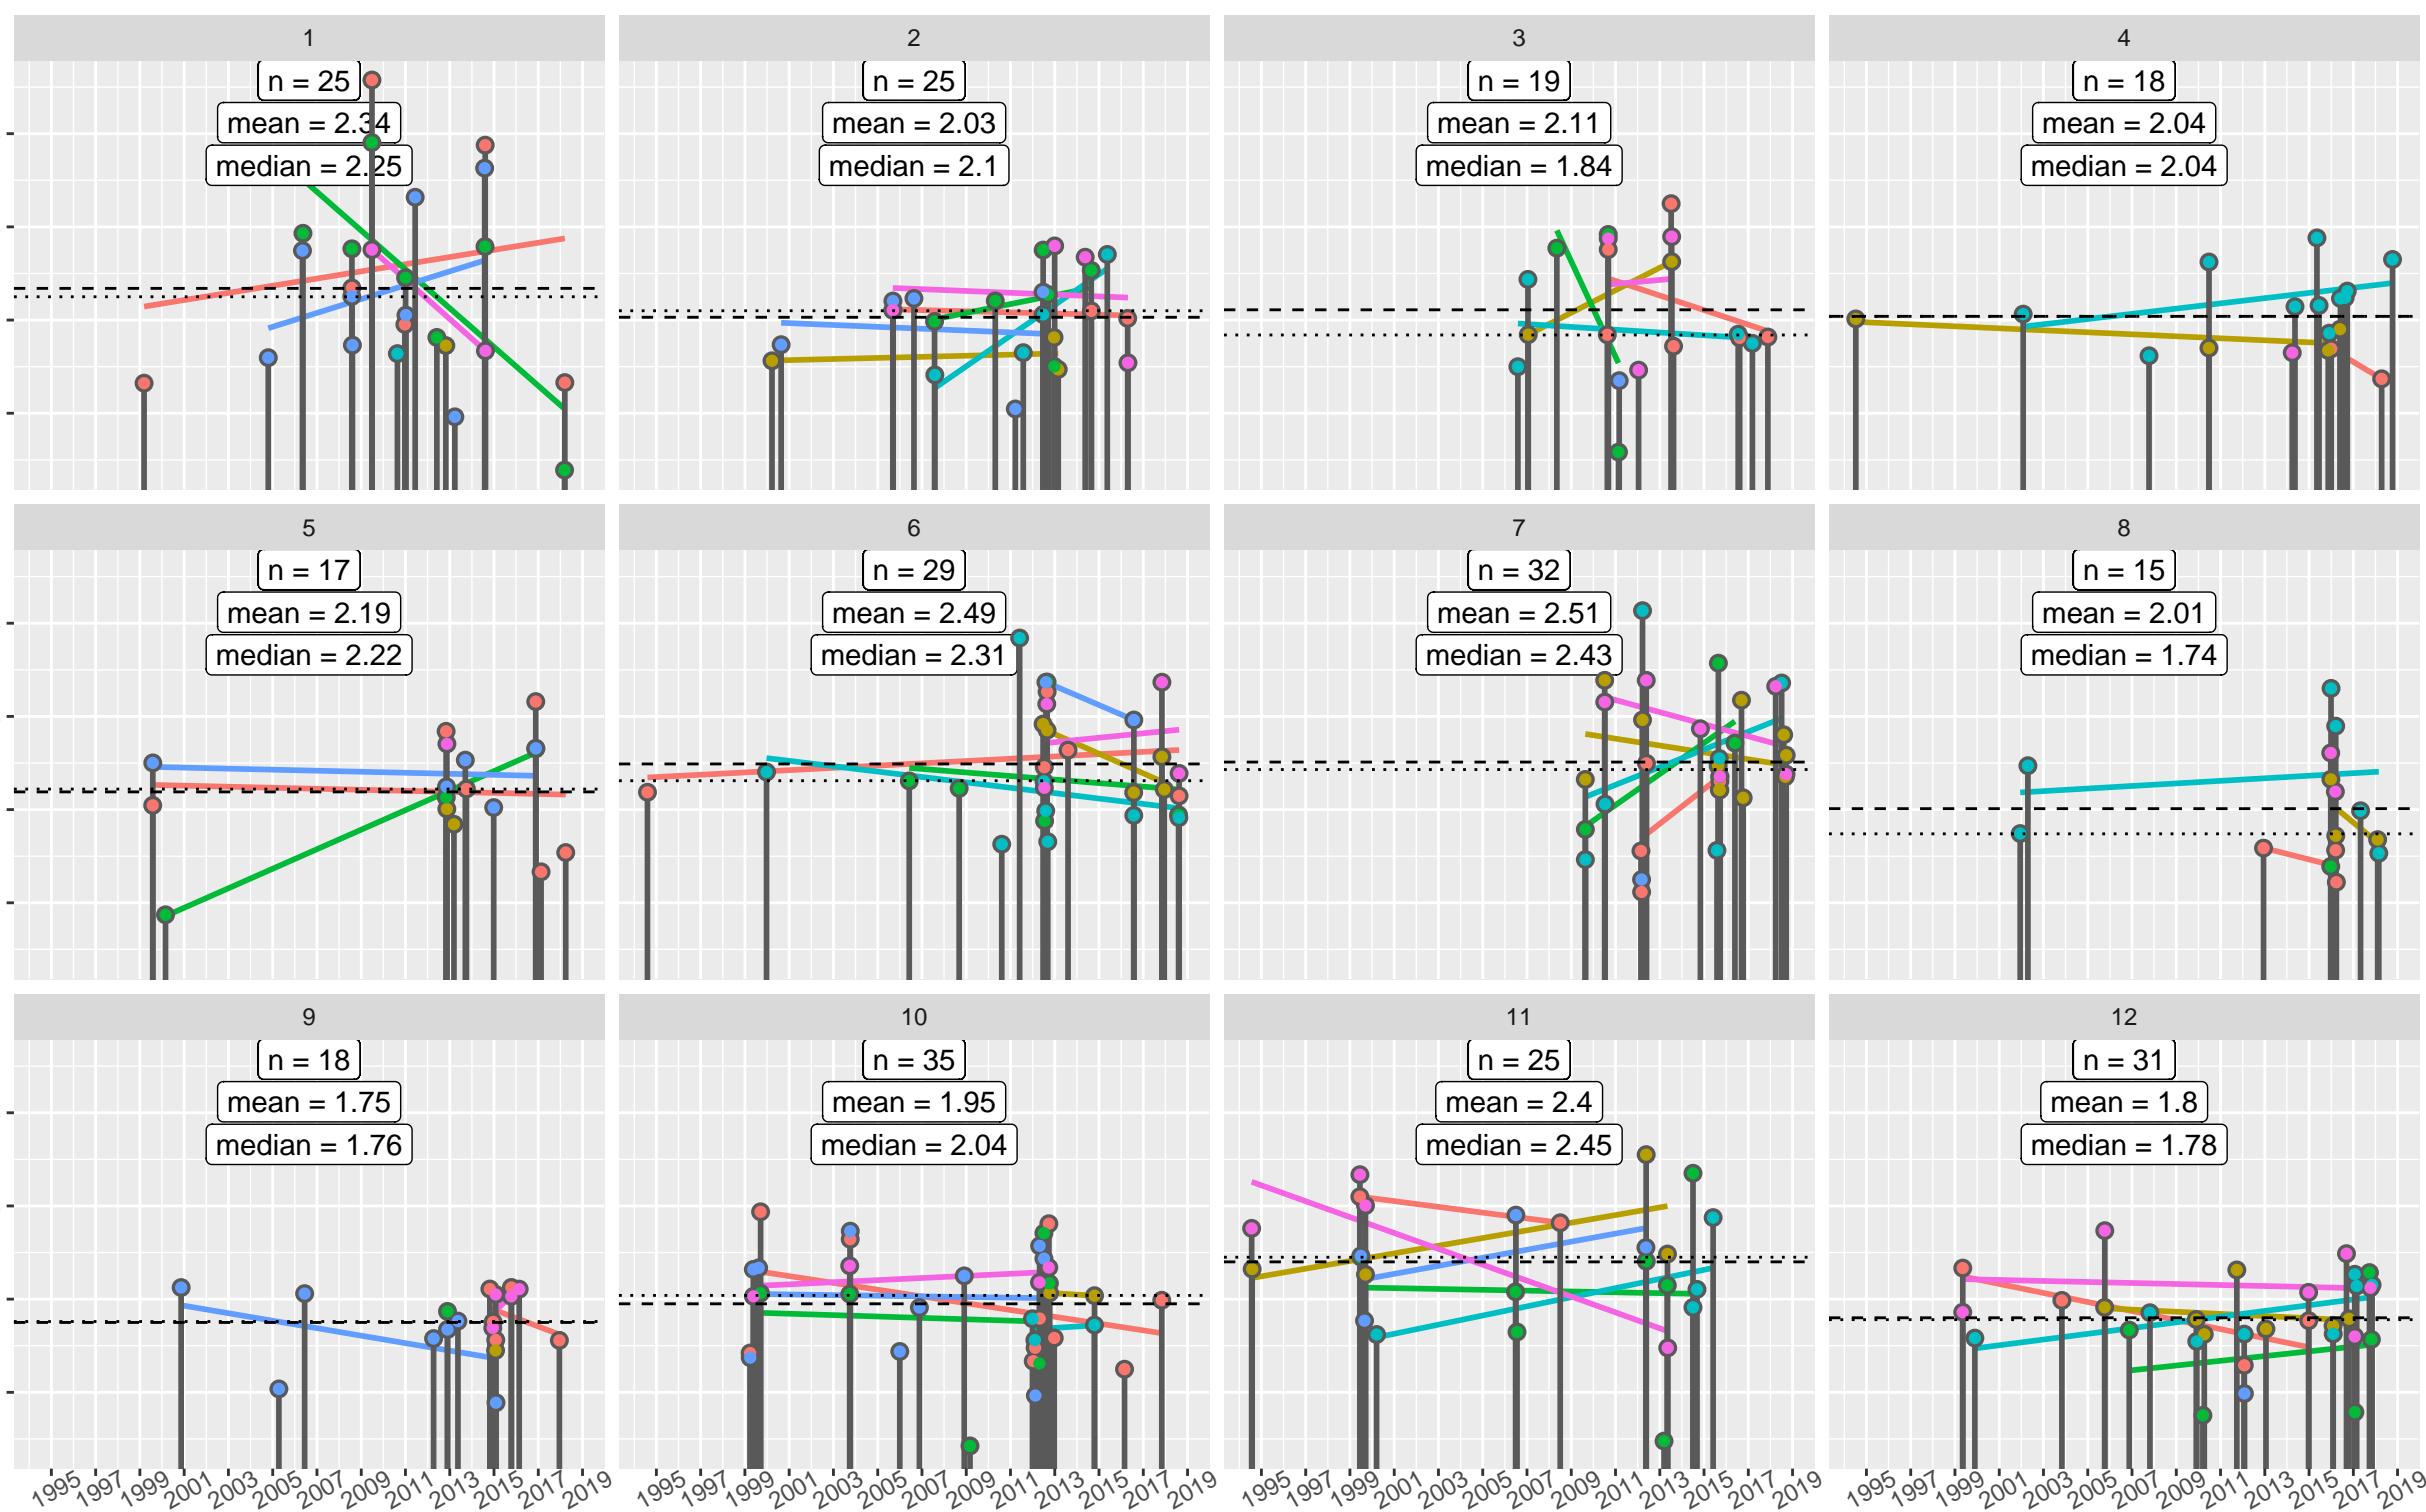 1
n = 25
mean = 2.34
median = 2.25
2
n = 25
mean = 2.03
median = 2.1
3
n = 19
mean = 2.11
median = 1.84
4
n = 18
mean = 2.04
median = 2.04
5
n = 17
mean = 2.19
median = 2.22
6
n = 29
mean = 2.49
median = 2.31
7
n = 32
mean = 2.51
median = 2.43
8
n = 15
mean = 2.01
median = 1.74
9
n = 18
mean = 1.75
median = 1.76
10
n = 35
mean = 1.95
median = 2.04
11
n = 25
mean = 2.4
median = 2.45
12
n = 31
mean = 1.8
median = 1.78
1995 1997 1999 2001 2003 2005 2007 2009 2011 2013 2015 2017 2019
1995 1997 1999 2001 2003 2005 2007 2009 2011 2013 2015 2017 2019
1995 1997 1999 2001 2003 2005 2007 2009 2011 2013 2015 2017 2019
1995 1997 1999 2001 2003 2005 2007 2009 2011 2013 2015 2017 2019